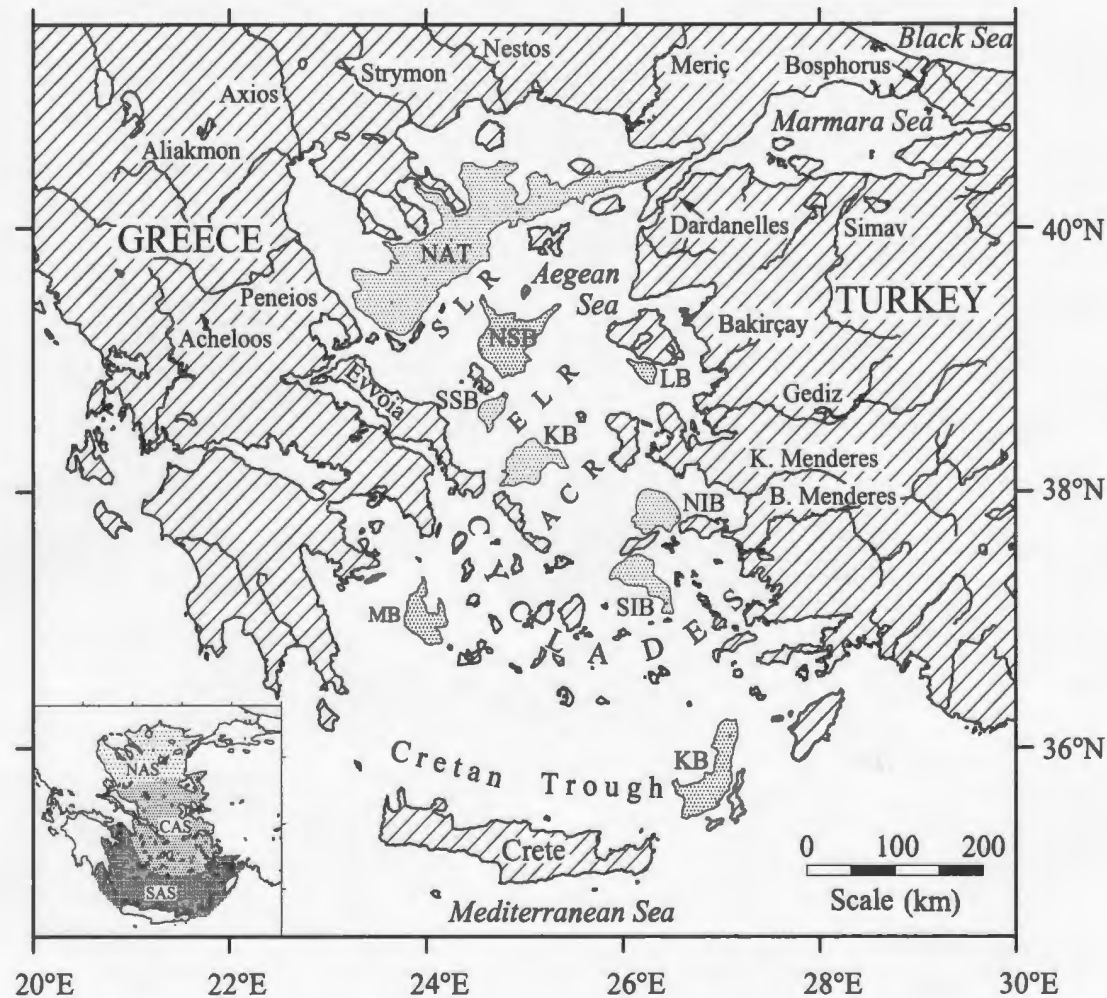 Black Sea
Nestos
Strymon
Meriç
Bosphorus
Axios
Marmara Sea
Aliakmon
GREECE
Dardanelles
Simav
40°N
NAT
Aegean
Sea
Peneios
SLR
TURKEY
Acheloos
NSB
Bakirçay
LB
Evvoia
SSB
ELR
Gediz
KB
K. Menderes
ACR
NIB
B. Menderes
38°N
MB
SIB
CYCLADES
36°N
KB
Cretan Trough
NAS
CAS
SAS
Crete
0 100 200
Scale (km)
Mediterranean Sea
20°E 22°E 24°E 26°E 28°E 30°E